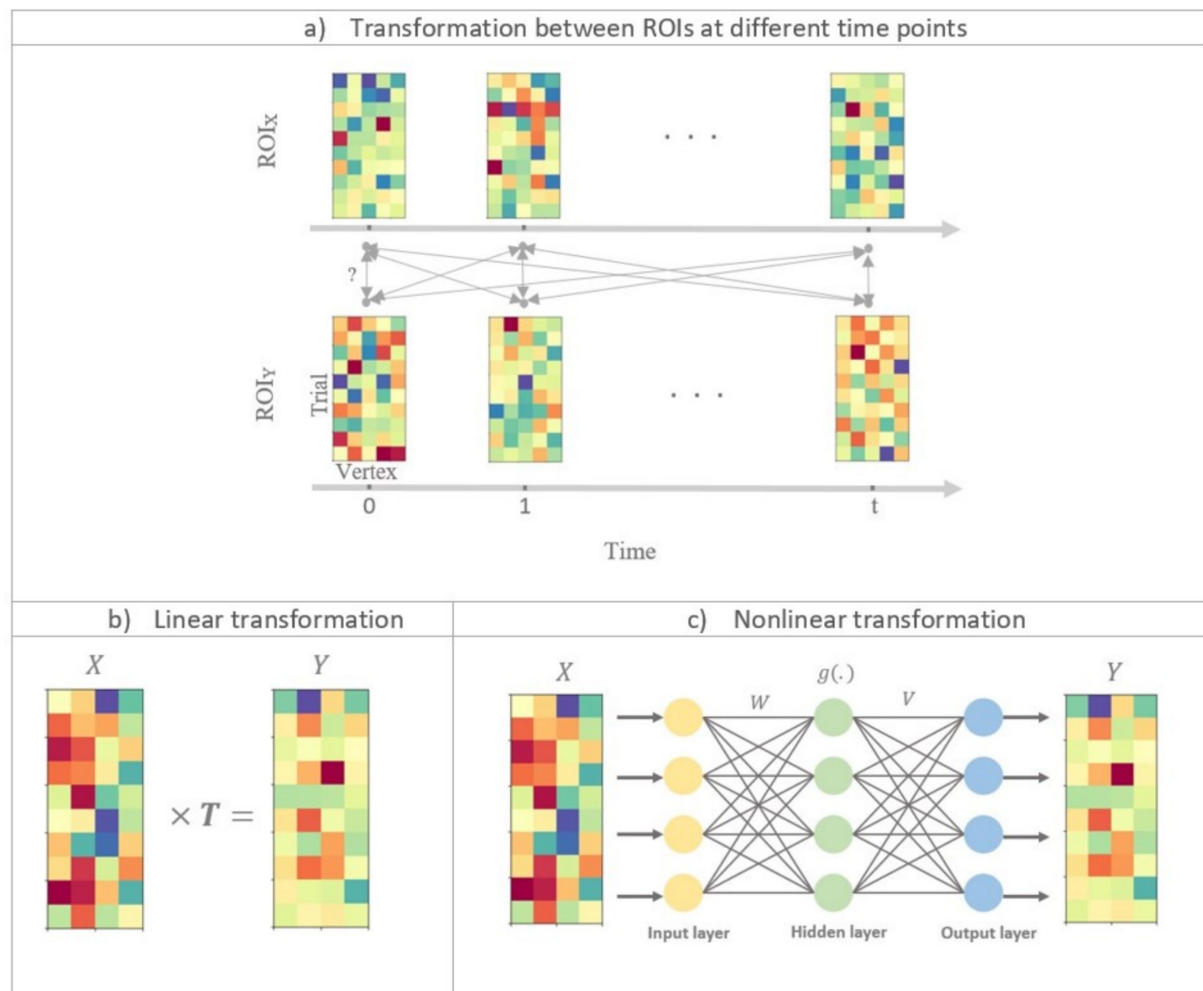 a) Transformation between ROIs at different time points
ROIX
. . .
?
ROIY
Trial
. . .
Vertex
0 1 t
Time
b) Linear transformation
X Y
× T =
c) Nonlinear transformation
X g(.) Y
W V
Input layer Hidden layer Output layer